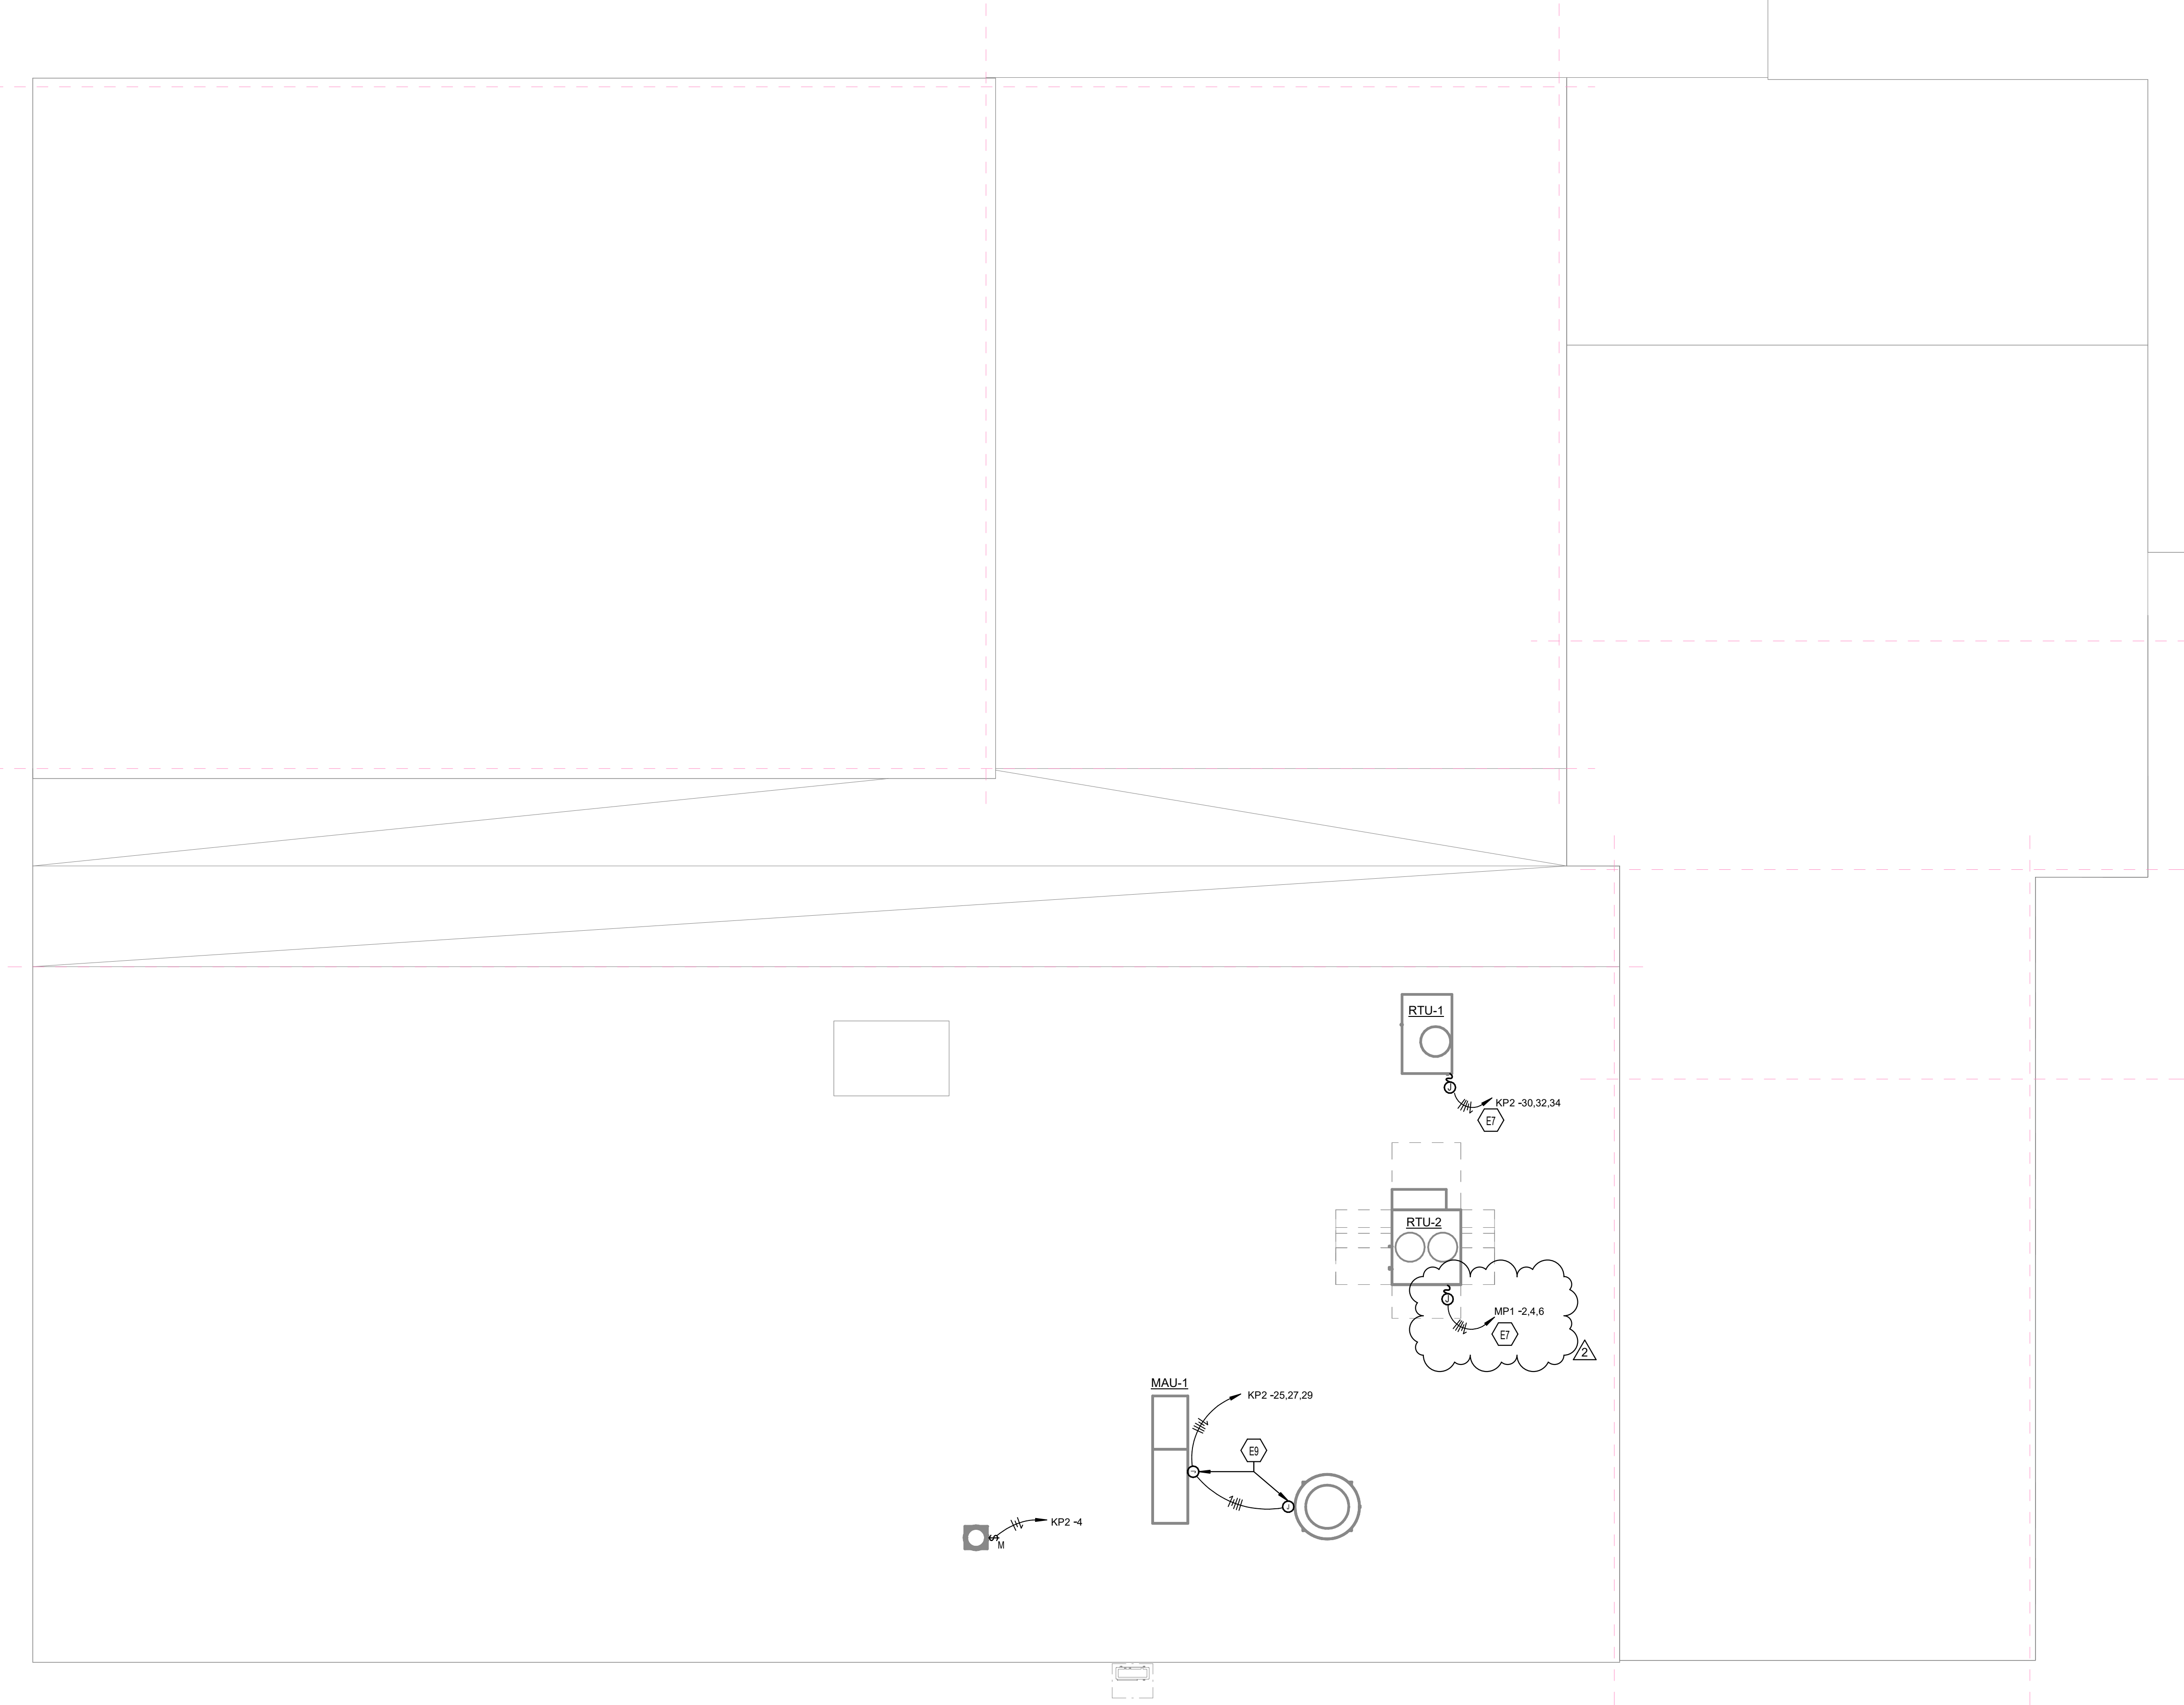 RTU-1
J
KP2 -30,32,34
E7
RTU-2
J
MP1 -2,4,6
E7
2
MAU-1
KP2 -25,27,29
E9
J
J
KP2 -4
$
M